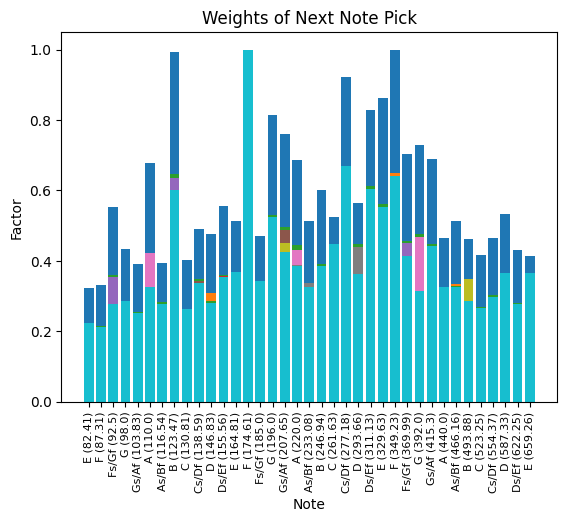 Weights of Next Note Pick
Factor
1.0
0.8
0.6
0.4
0.2
0.0
E (82.41)
F (87.31)
Fs/Gf (92.5)
G (98.0)
Gs/Af (103.83)
A (110.0)
As/Bf (116.54)
B (123.47)
C (130.81)
Cs/Df (138.59)
D (146.83)
Ds/Ef (155.56)
E (164.81)
F (174.61)
Fs/Gf (185.0)
G (196.0)
Gs/Af (207.65)
A (220.0)
As/Bf (233.08)
B (246.94)
C (261.63)
Cs/Df (277.18)
D (293.66)
Ds/Ef (311.13)
E (329.63)
F (349.23)
Fs/Gf (369.99)
G (392.0)
Gs/Af (415.3)
A (440.0)
As/Bf (466.16)
B (493.88)
C (523.25)
Cs/Df (554.37)
D (587.33)
Ds/Ef (622.25)
E (659.26)
Note